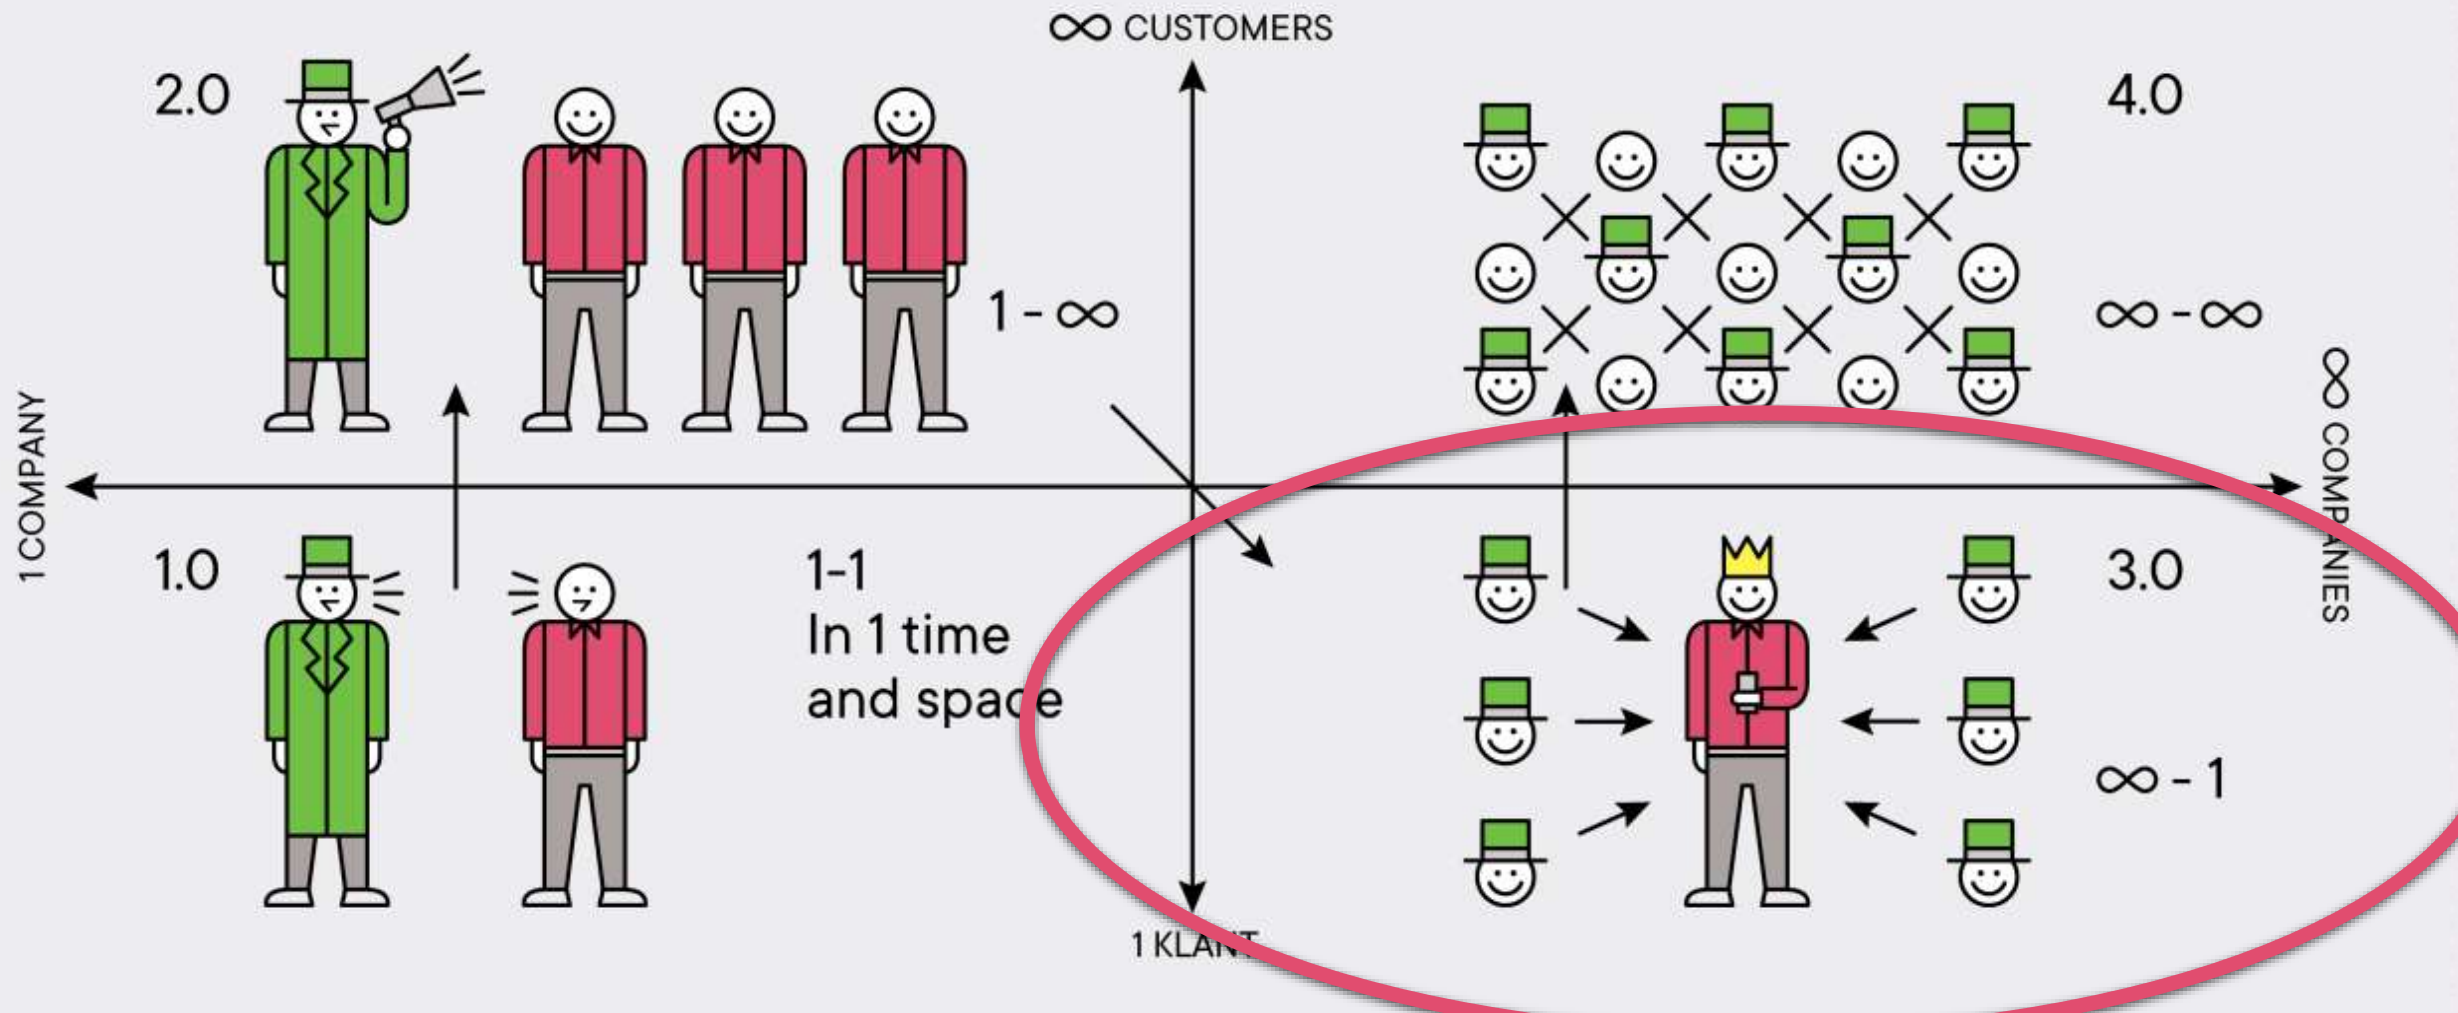 ∞ CUSTOMERS
2.0
4.0
1 - ∞
∞ - ∞
1 COMPANY
∞ COMPANIES
1.0
1-1
In 1 time
and space
3.0
∞ - 1
1 KLANT